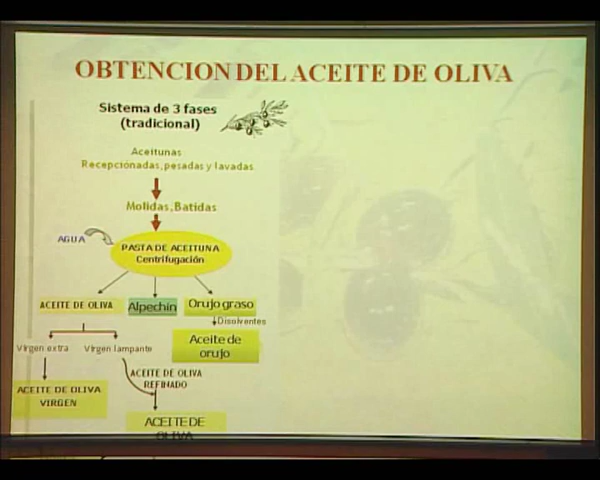 OBTENCION DEL ACEITE DE OLIVA
Sistema de 3 fases
(tradicional)
Aceitunas
Recepcionadas, pesadas y lavadas
Molidas, Batidas
AGUA
PASTA DE ACEITUNA
Centrifugación
ACEITE DE OLIVA
Alpechin
Orujo graso
Disolventes
Aceite de
orujo
Virgen extra
Virgen lampante
ACEITE DE OLIVA
VIRGEN
ACEITE DE OLIVA
REFINADO
ACEITE DE
OLIVA